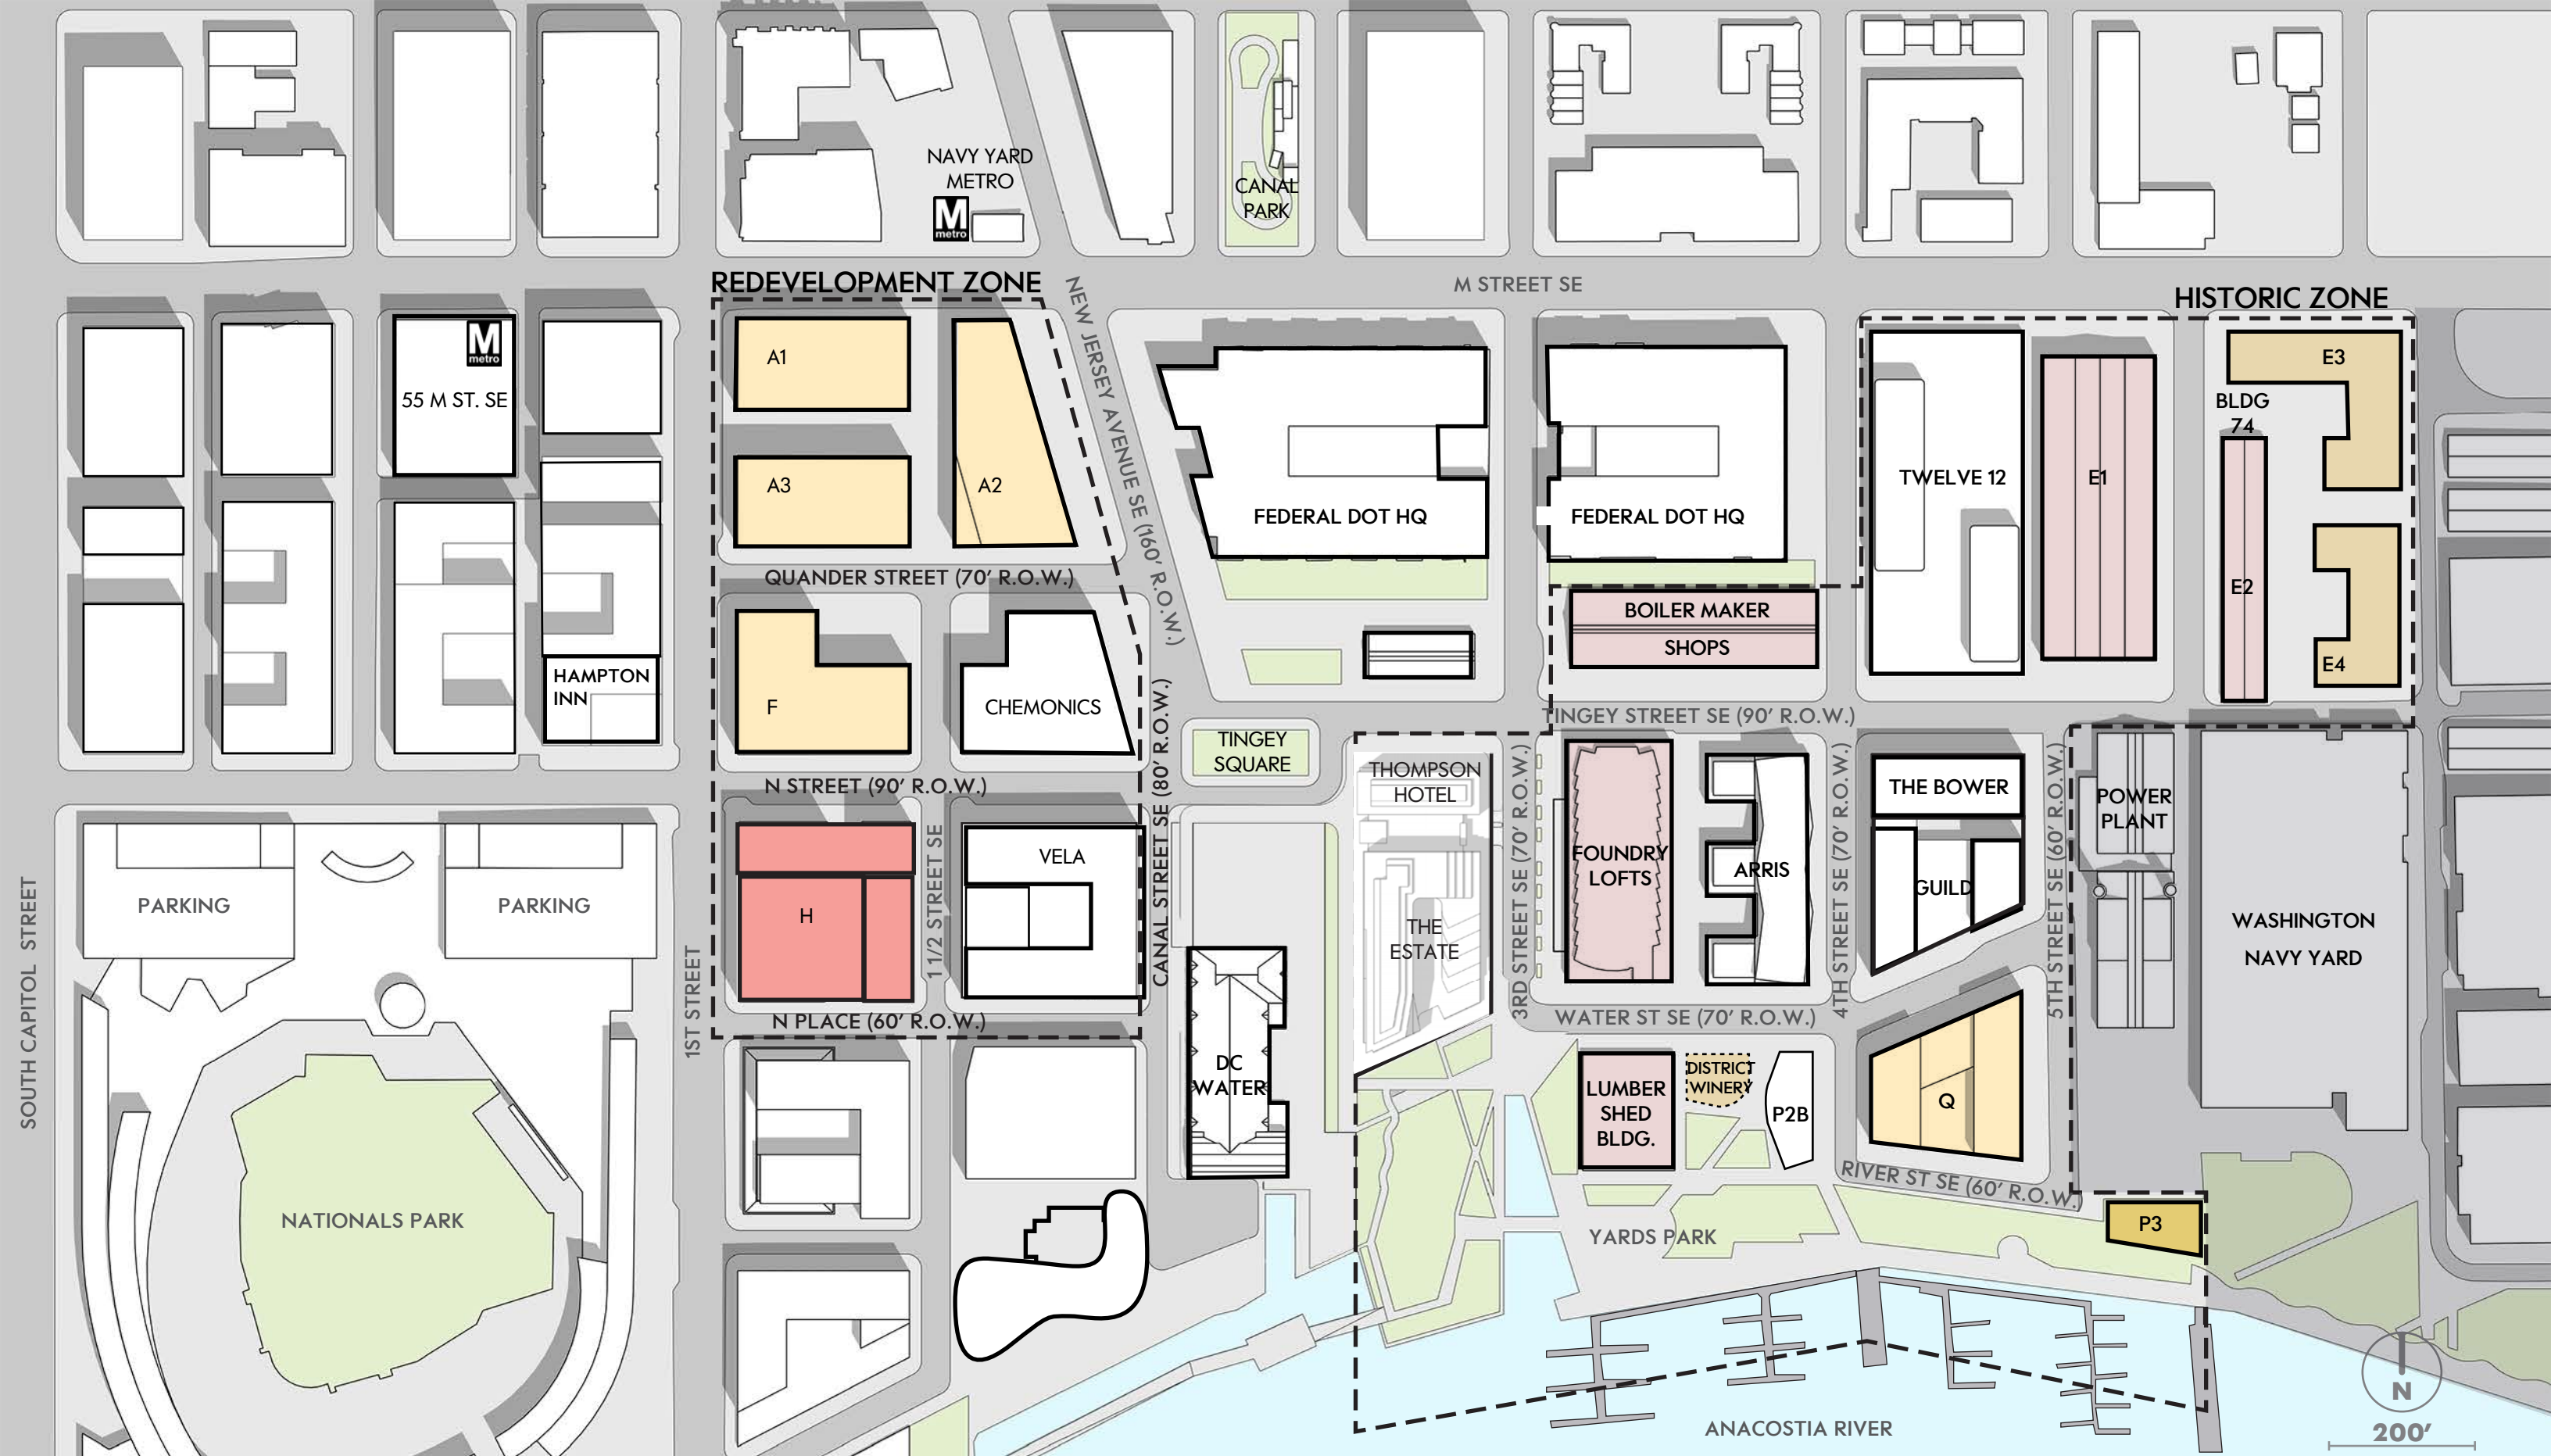 NAVY YARD
METRO
M
metro
CANAL
PARK
REDEVELOPMENT ZONE
M STREET SE
HISTORIC ZONE
M
metro
55 M ST. SE
A1
A3
A2
NEW JERSEY AVENUE SE (160' R.O.W.)
FEDERAL DOT HQ
FEDERAL DOT HQ
TWELVE 12
E1
BLDG
74
E2
E3
E4
QUANDER STREET (70' R.O.W.)
BOILER MAKER
SHOPS
HAMPTON
INN
F
CHEMONICS
TINGEY STREET SE (90' R.O.W.)
TINGEY
SQUARE
N STREET (90' R.O.W.)
CANAL STREET SE (80' R.O.W.)
THOMPSON
HOTEL
THE
ESTATE
3RD STREET SE (70' R.O.W.)
FOUNDRY
LOFTS
ARRIS
4TH STREET SE (70' R.O.W.)
THE BOWER
GUILD
5TH STREET SE (60' R.O.W.)
POWER
PLANT
WASHINGTON
NAVY YARD
SOUTH CAPITOL STREET
PARKING
PARKING
1ST STREET
H
1 1/2 STREET SE
VELA
N PLACE (60' R.O.W.)
WATER ST SE (70' R.O.W.)
DC
WATER
LUMBER
SHED
BLDG.
DISTRICT
WINERY
P2B
Q
RIVER ST SE (60' R.O.W.)
NATIONALS PARK
YARDS PARK
P3
ANACOSTIA RIVER
N
200'